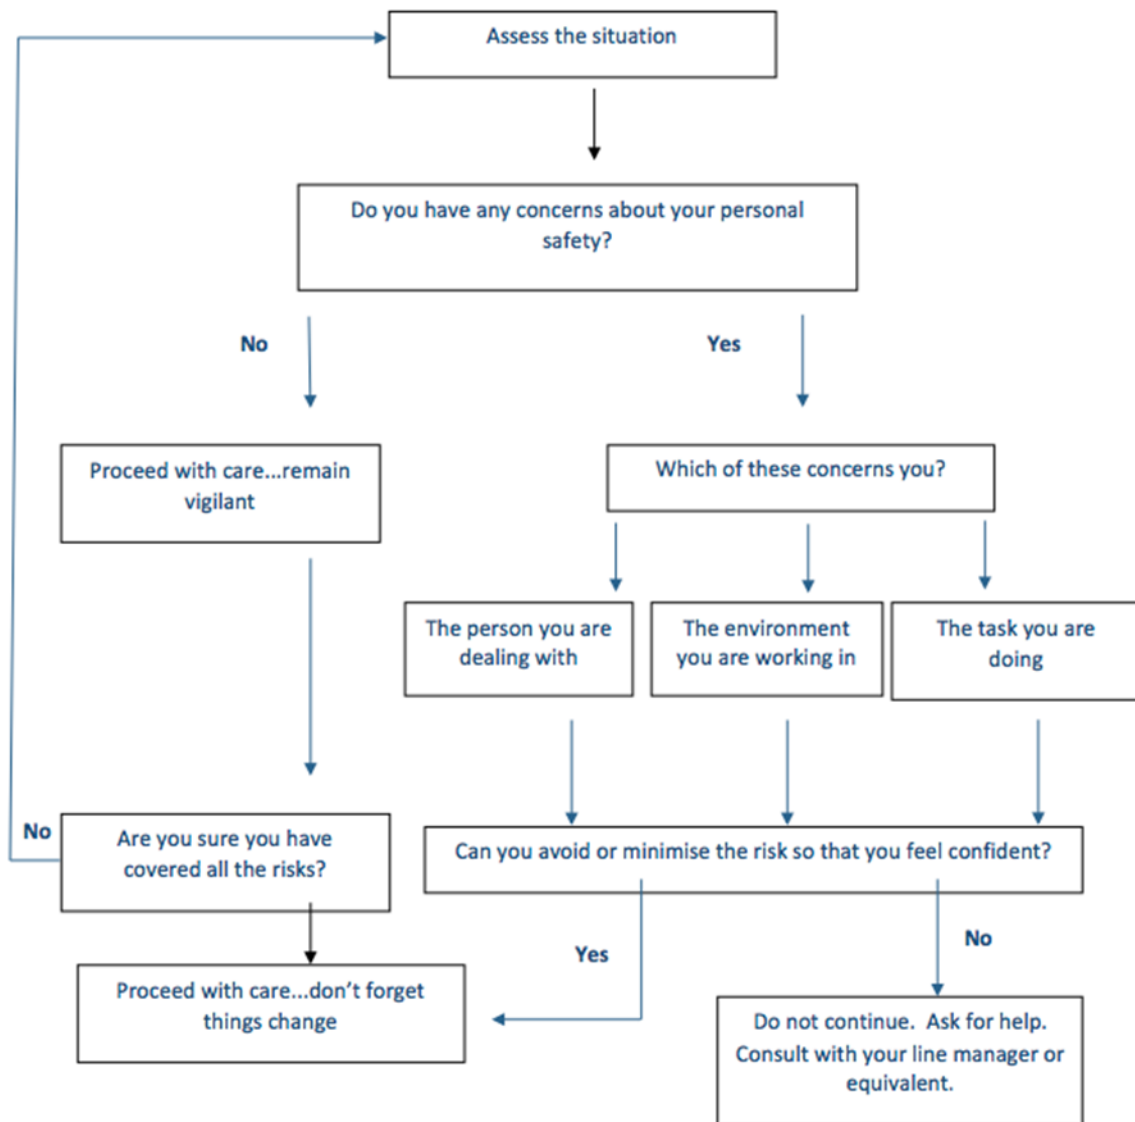 Assess the situation
Do you have any concerns about your personal
safety?
No
Yes
Proceed with care...remain
vigilant
Which of these concerns you?
The person you are
dealing with
The environment
you are working in
The task you are
doing
No
Are you sure you have
covered all the risks?
Can you avoid or minimise the risk so that you feel confident?
Yes
No
Proceed with care...don't forget
things change
Do not continue.  Ask for help.
Consult with your line manager or
equivalent.